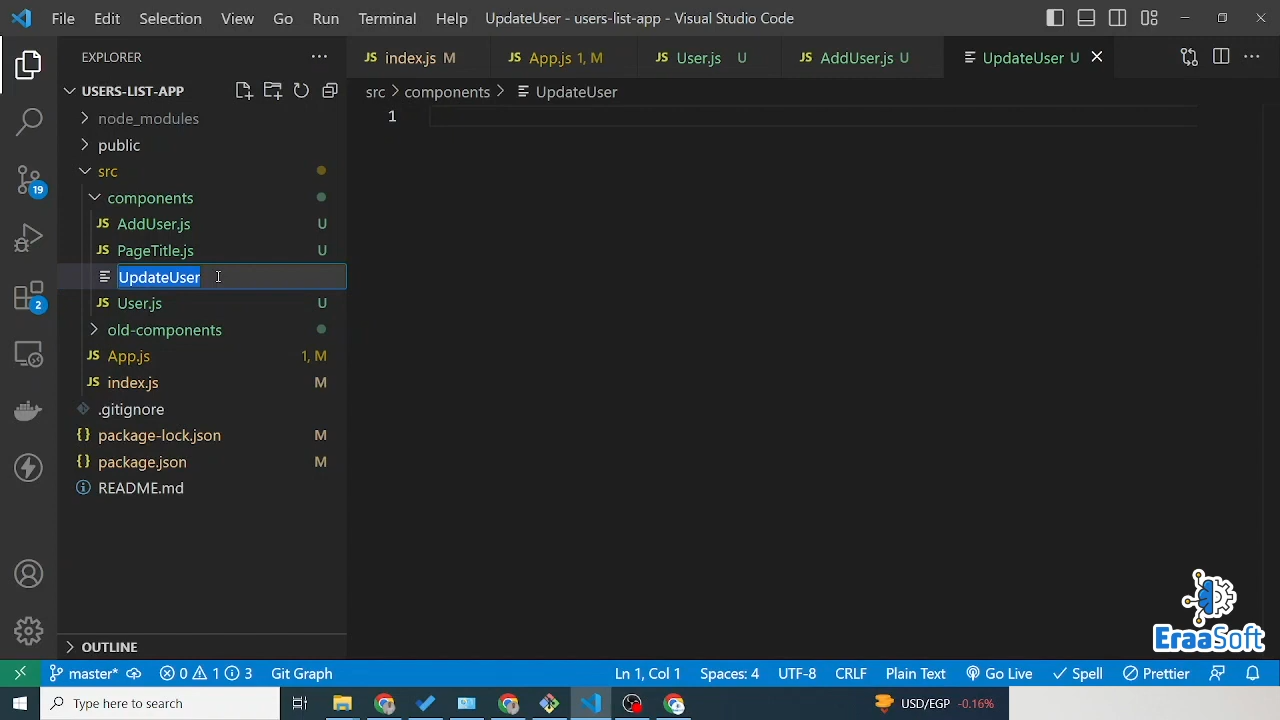 File Edit Selection View Go Run Terminal Help UpdateUser - users-list-app - Visual Studio Code
EXPLORER
JS index.js M JS App.js 1, M JS User.js U JS AddUser.js U UpdateUser U
USERS-LIST-APP
src > components > UpdateUser
1
node_modules
public
src
components
JS AddUser.js U
JS PageTitle.js U
UpdateUser
JS User.js U
old-components
JS App.js 1, M
JS index.js M
.gitignore
{} package-lock.json M
{} package.json M
README.md
19
2
OUTLINE
EraaSoft
master* 0 1 3 Git Graph Ln 1, Col 1 Spaces: 4 UTF-8 CRLF Plain Text Go Live Spell Prettier
Type here to search USD/EGP -0.16%